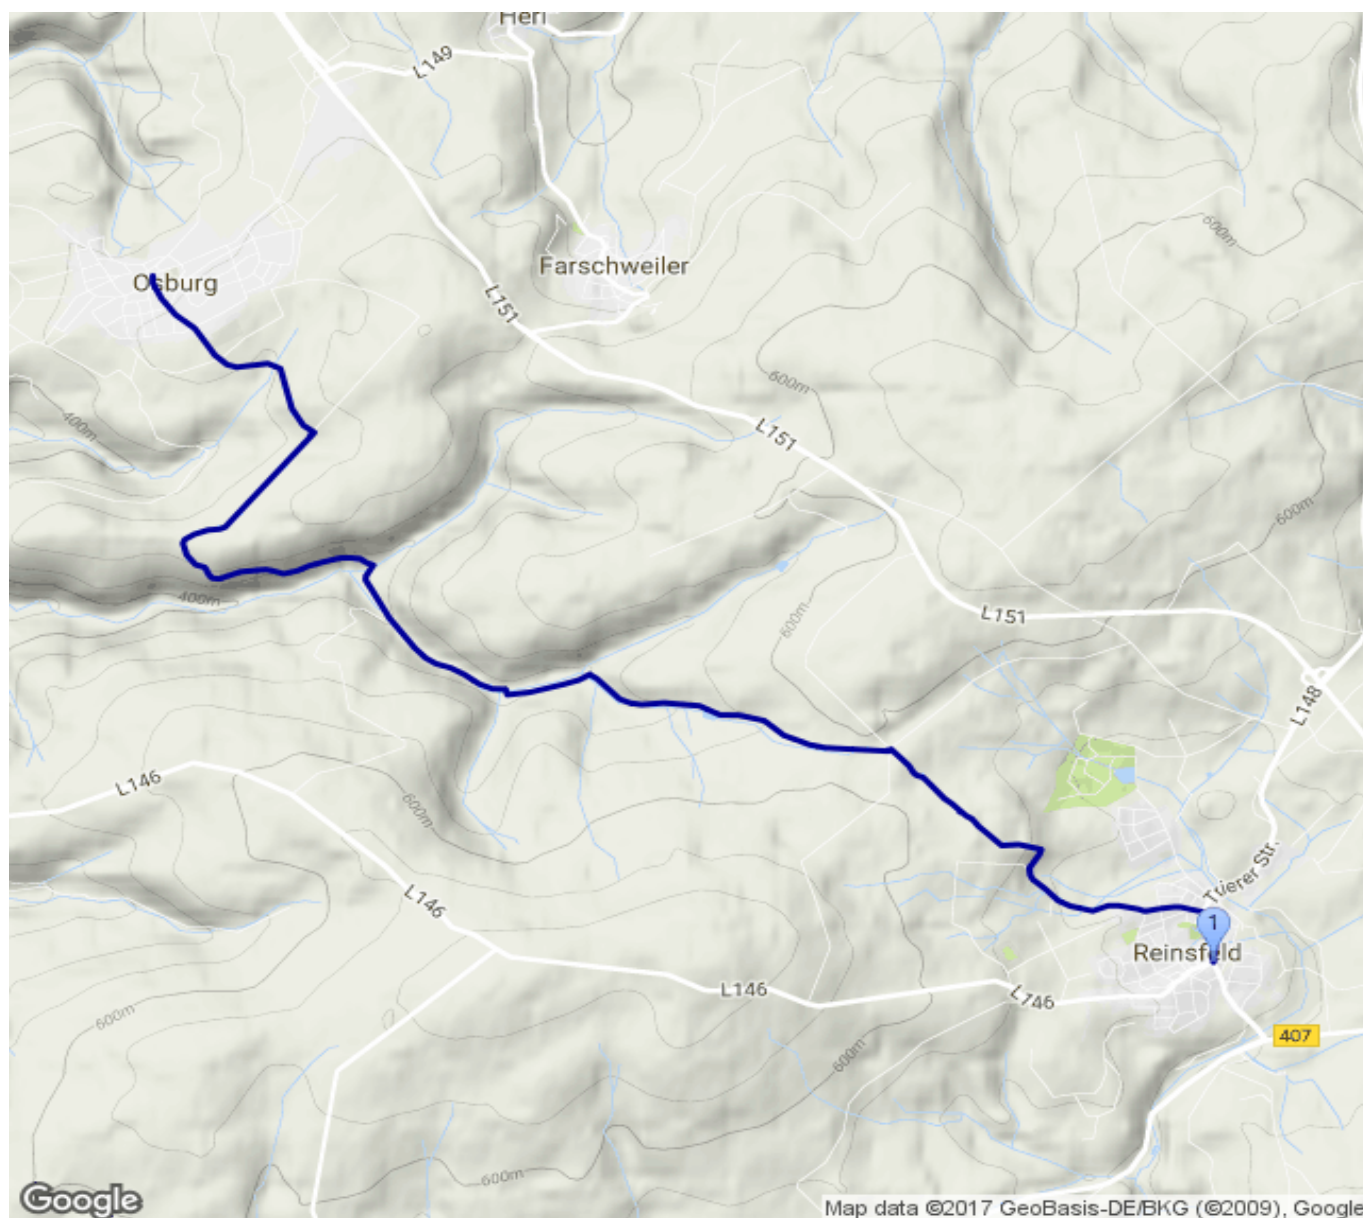 Herl
L149
Osburg
Farschweiler
L151
600m
600m
400m
L151
600m
400m
600m
L151
L148
L146
600m
Trierer Str.
L146
1
Reinsfeld
L146
L146
600m
407
600m
600m
Google
Map data ©2017 GeoBasis-DE/BKG (©2009), Google